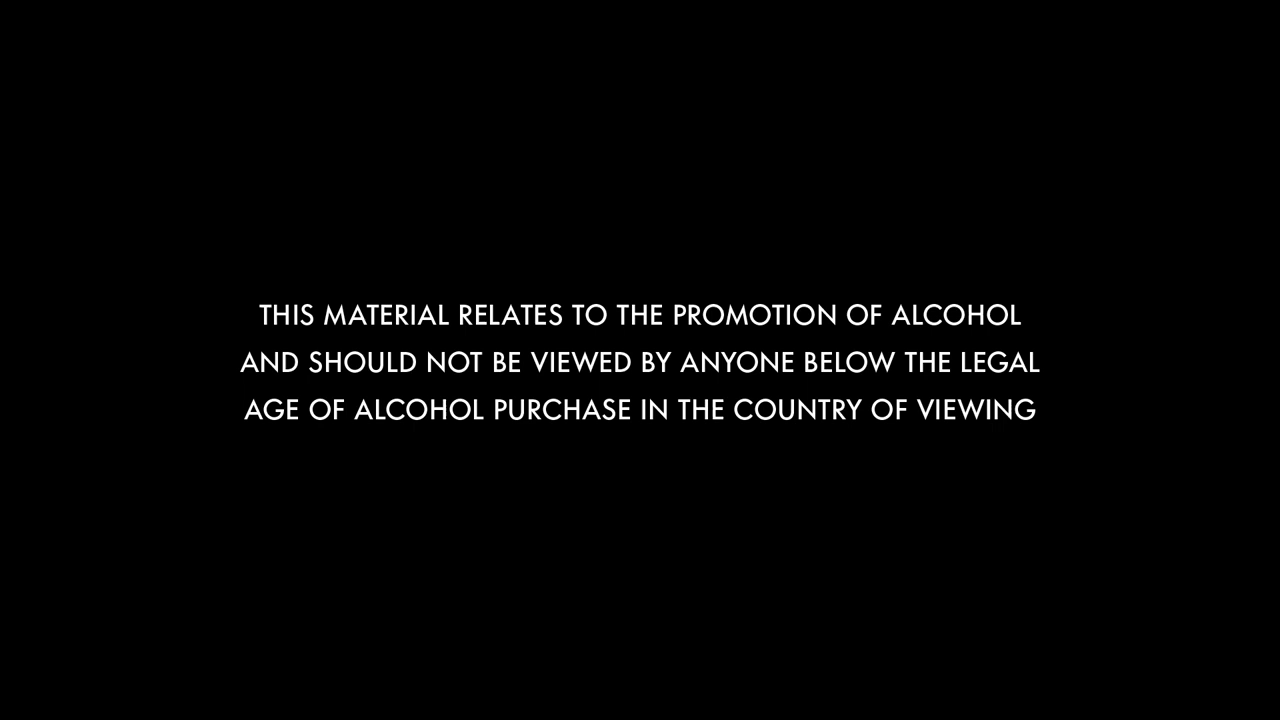 THIS MATERIAL RELATES TO THE PROMOTION OF ALCOHOL
AND SHOULD NOT BE VIEWED BY ANYONE BELOW THE LEGAL
AGE OF ALCOHOL PURCHASE IN THE COUNTRY OF VIEWING